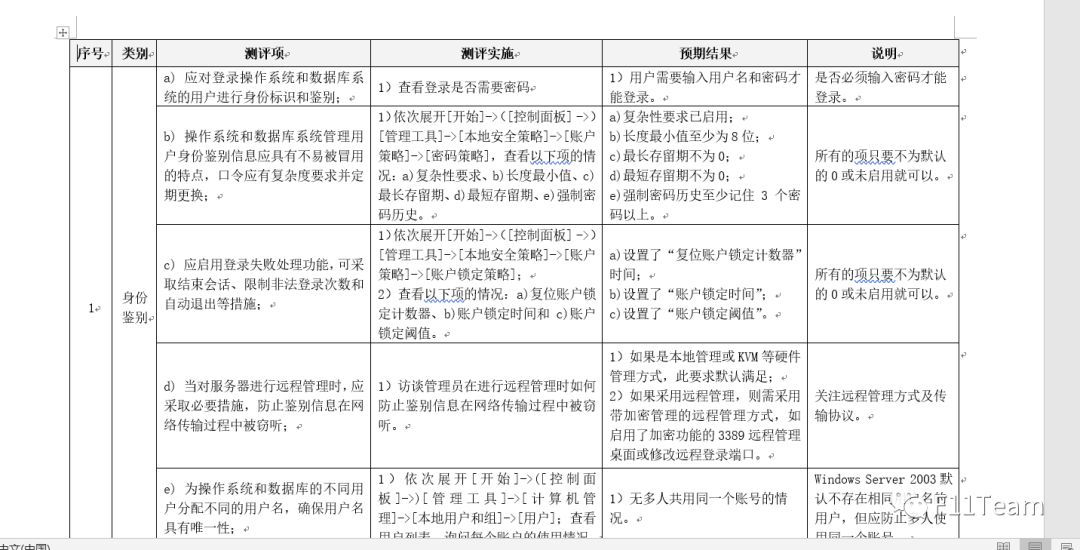 序号 类别 测评项 测评实施 预期结果 说明
1
身份
鉴别
a) 应对登录操作系统和数据库系
统的用户进行身份标识和鉴别；
1) 查看登录是否需要密码
1) 用户需要输入用户名和密码才
能登录。
是否必须输入密码才能
登录。
b) 操作系统和数据库系统管理用
户身份鉴别信息应具有不易被冒用
的特点，口令应有复杂度要求并定
期更换；
1)依次展开[开始]->([控制面板]->)
[管理工具]->[本地安全策略]->[账户
策略]->[密码策略]，查看以下项的情
况：a)复杂性要求、b)长度最小值、c)
最长存留期、d)最短存留期、e)强制密
码历史。
a)复杂性要求已启用；
b)长度最小值至少为8位；
c)最长存留期不为0；
d)最短存留期不为0；
e)强制密码历史至少记住 3 个密
码以上。
所有的项只要不为默认
的0或未启用就可以。
c) 应启用登录失败处理功能，可采
取结束会话、限制非法登录次数和
自动退出等措施；
1)依次展开[开始]->([控制面板]->)
[管理工具]->[本地安全策略]->[账户
策略]->[账户锁定策略]；
2) 查看以下项的情况：a)复位账户锁
定计数器、b)账户锁定时间和 c)账户
锁定阈值。
a)设置了“复位账户锁定计数器”
时间；
b)设置了“账户锁定时间”；
c)设置了“账户锁定阈值”。
所有的项只要不为默认
的0或未启用就可以。
d) 当对服务器进行远程管理时，应
采取必要措施，防止鉴别信息在网
络传输过程中被窃听；
1) 访谈管理员在进行远程管理时如何
防止鉴别信息在网络传输过程中被窃
听。
1) 如果是本地管理或KVM等硬件
管理方式，此要求默认满足；
2) 如果采用远程管理，则需采用
带加密管理的远程管理方式，如
启用了加密功能的3389远程管理
桌面或修改远程登录端口。
关注远程管理方式及传
输协议。
e) 为操作系统和数据库的不同用
户分配不同的用户名，确保用户名
具有唯一性；
1) 依次展开[开始]->([控制面
板]->)[管理工具]->[计算机管
理]->[本地用户和组]->[用户]；查看
用户列表，询问每个账户的使用情况
1) 无多人共用同一个账号的情
况。
Windows Server 2003默
认不存在相同
用户，但应防止多人使
用同一个账号
F11Team
中文(中国)